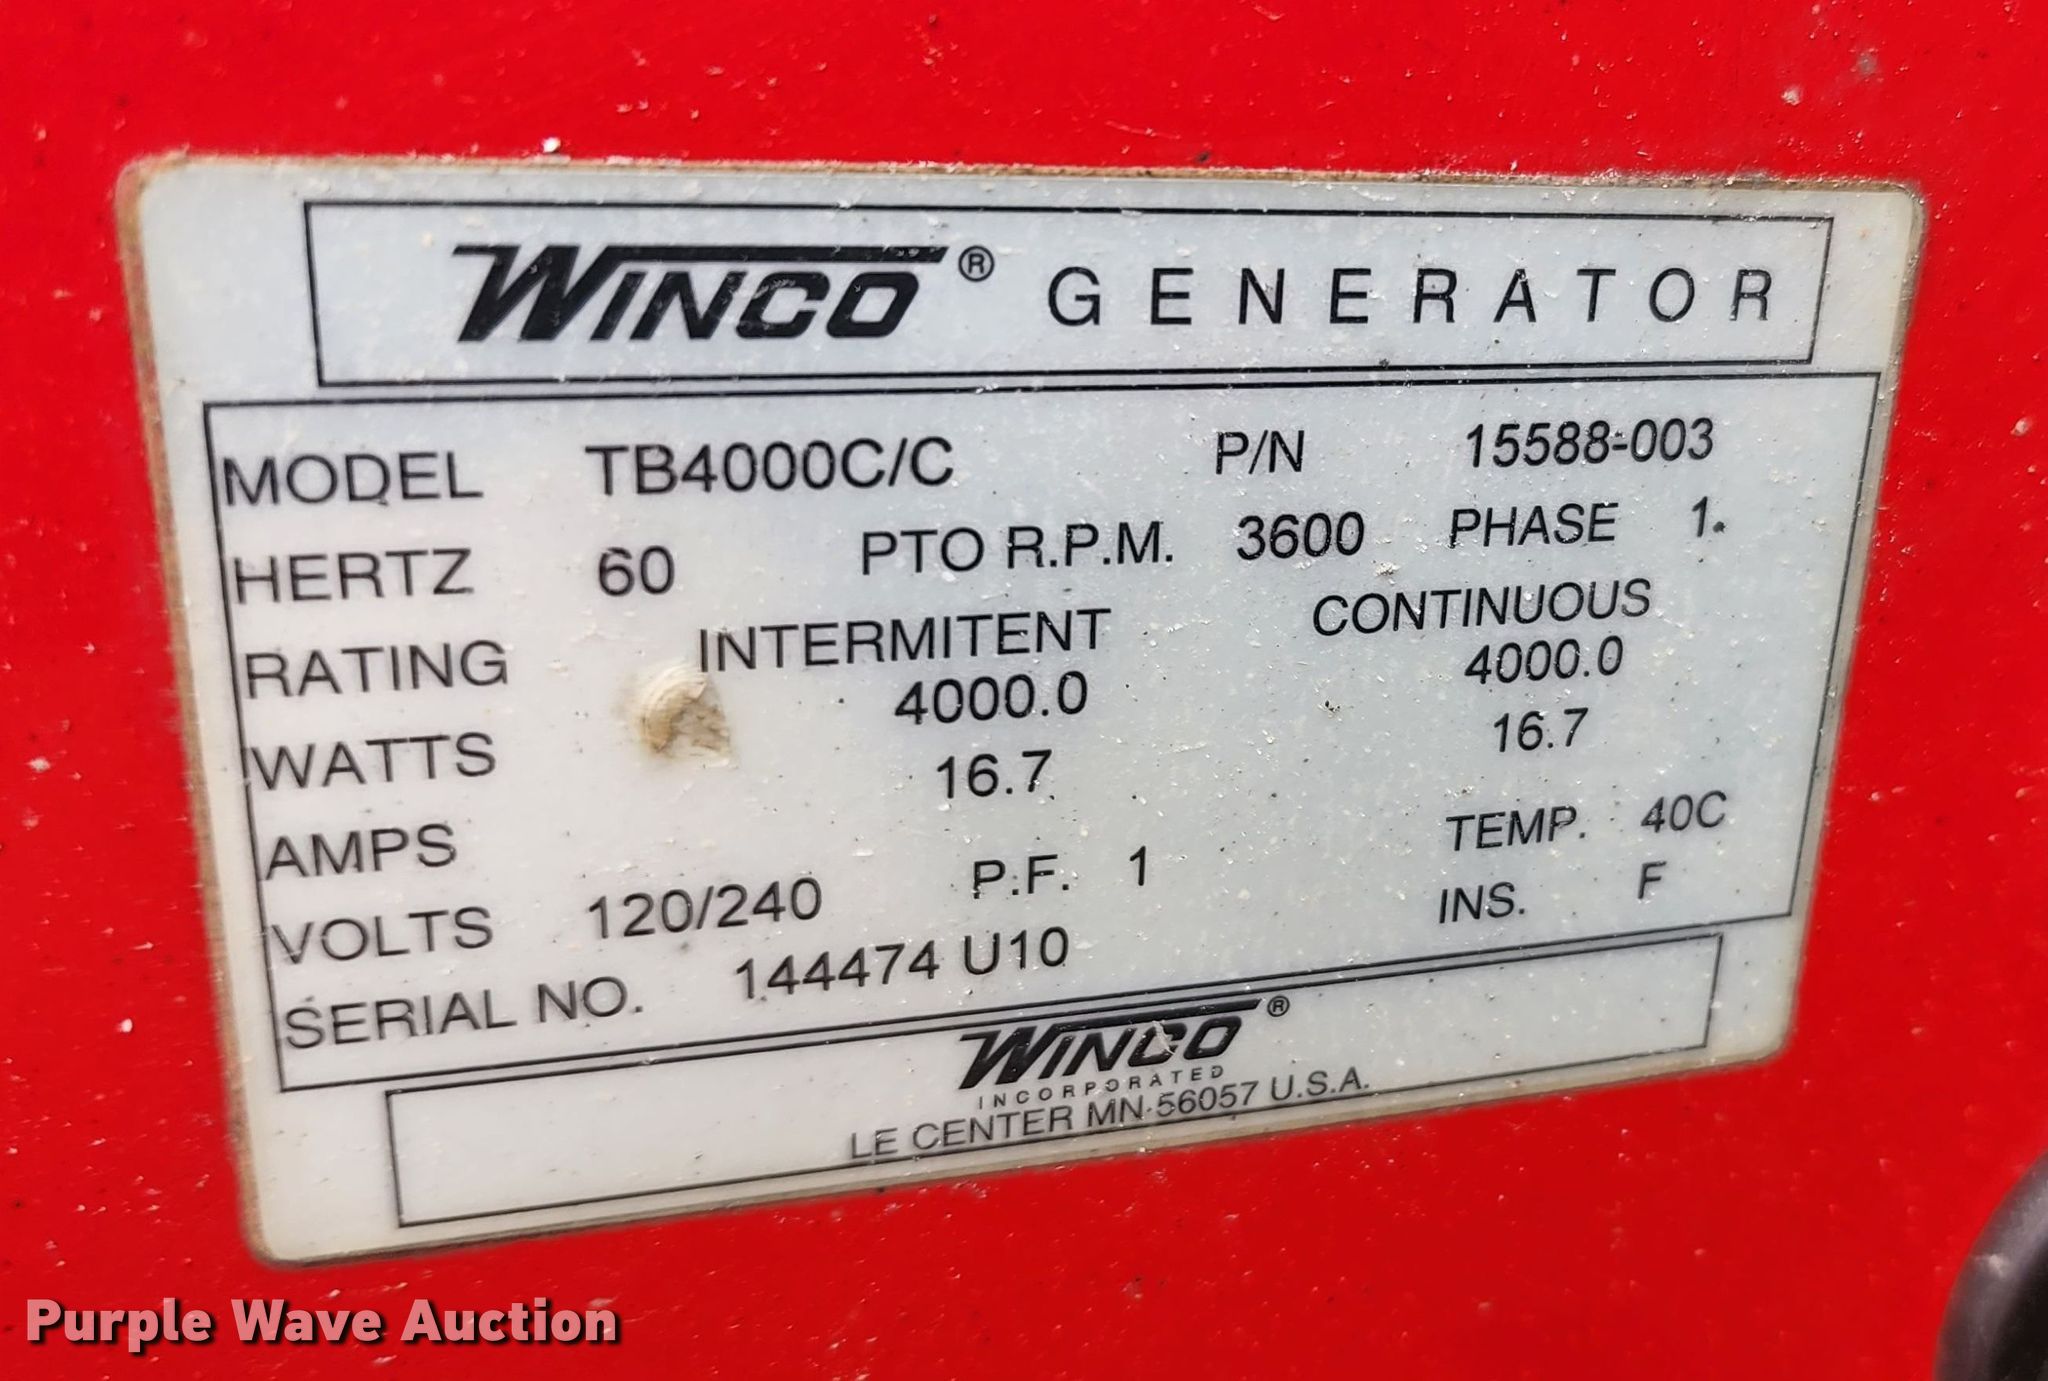 WINCO® GENERATOR
MODEL TB4000C/C P/N 15588-003
HERTZ 60 PTO R.P.M. 3600 PHASE 1
RATING INTERMITENT CONTINUOUS
WATTS 4000.0 4000.0
AMPS 16.7 16.7
VOLTS 120/240 P.F. 1 TEMP. 40C
SERIAL NO. 144474 U10 INS. F
WINCO®
INCORPORATED
LE CENTER MN 56057 U.S.A.
Purple Wave Auction